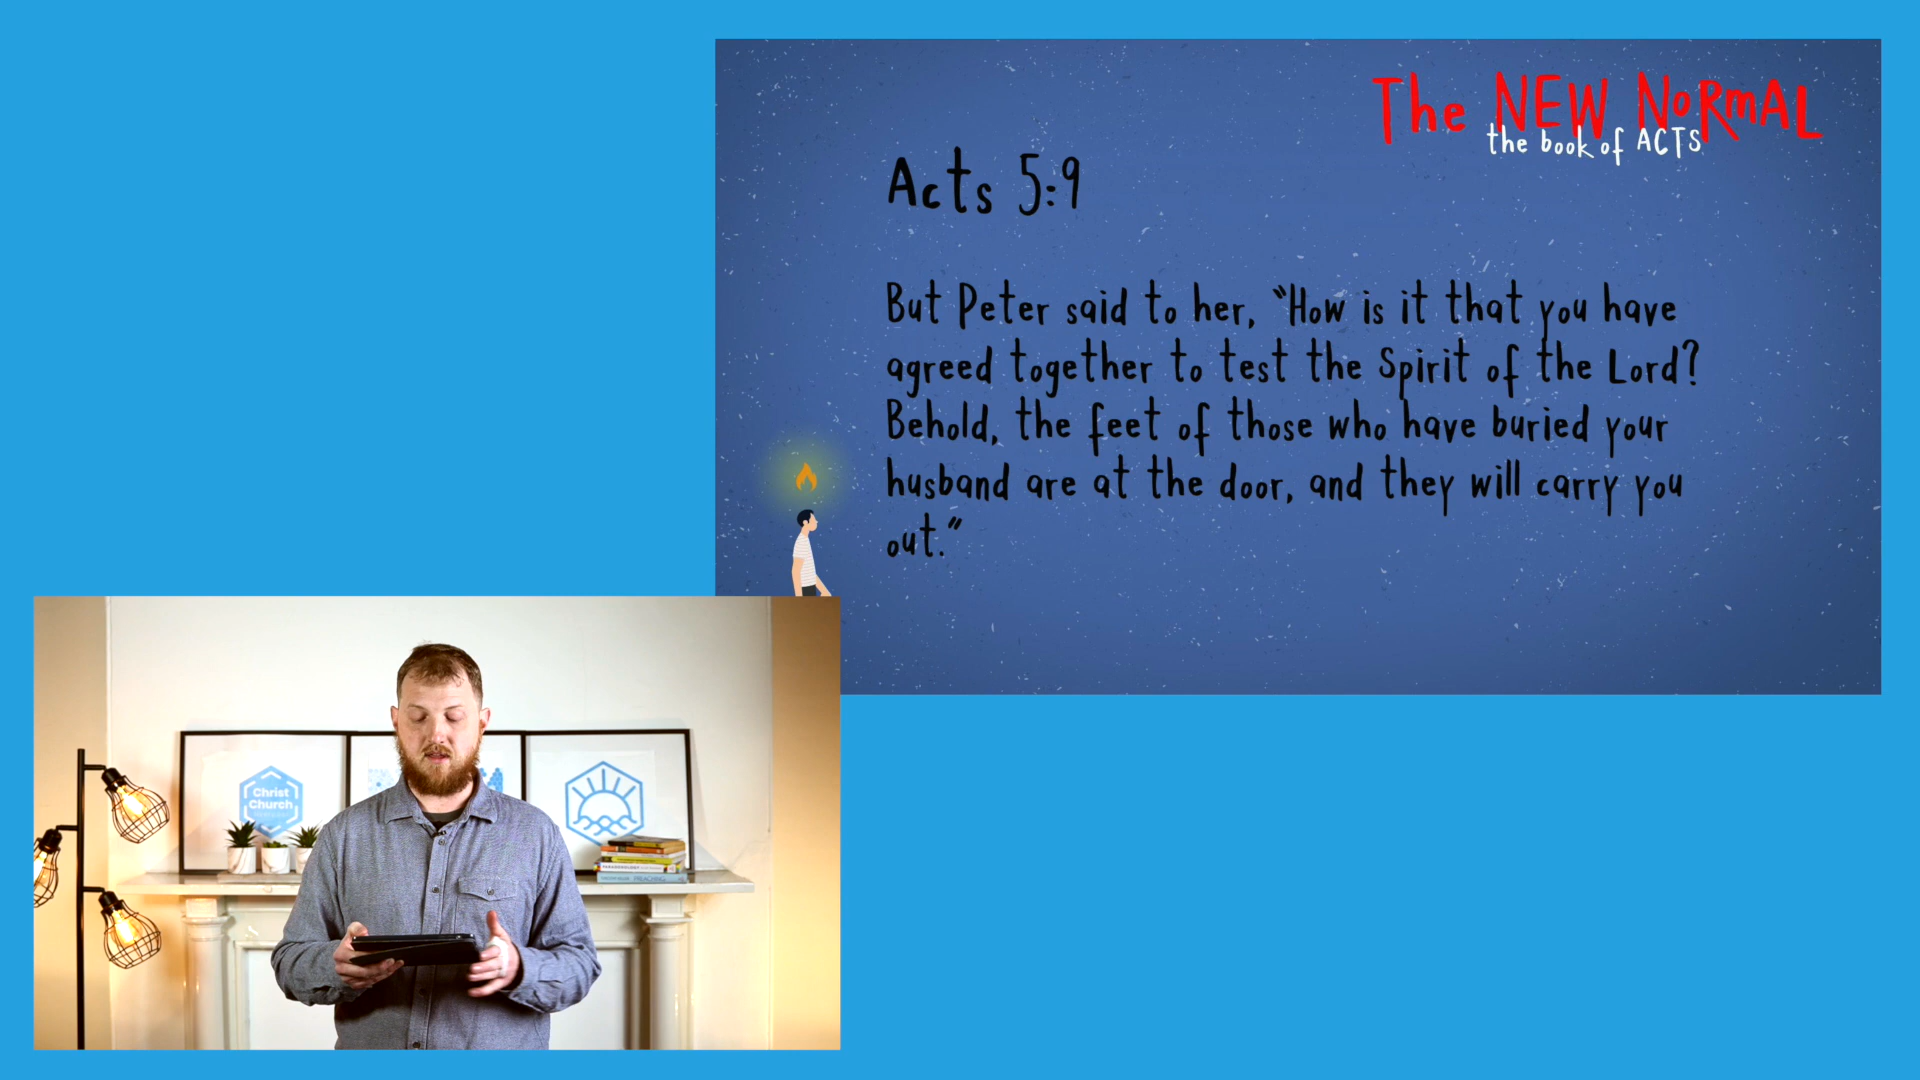 The NEW NoRmAL
the book of ACTS
Acts 5:9
But Peter said to her, “How is it that you have
agreed together to test the Spirit of the Lord?
Behold, the feet of those who have buried your
husband are at the door, and they will carry you
out.”
Christ
Church
PREACHING